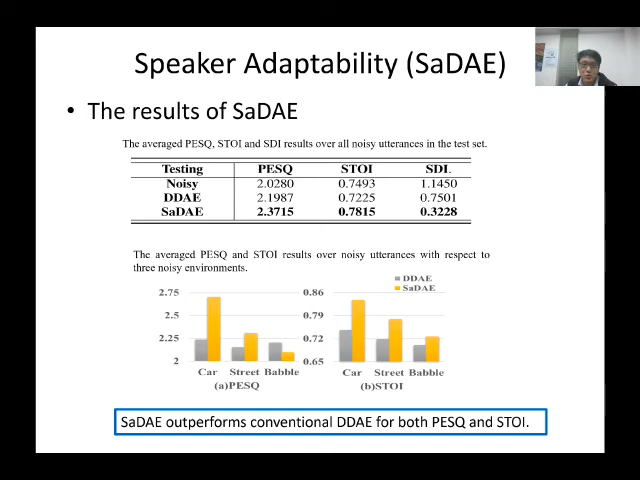 Speaker Adaptability (SaDAE)
• The results of SaDAE
The averaged PESQ, STOI and SDI results over all noisy utterances in the test set.
Testing PESQ STOI SDI.
Noisy 2.0280 0.7493 1.1450
DDAE 2.1987 0.7225 0.7501
SaDAE 2.3715 0.7815 0.3228
The averaged PESQ and STOI results over noisy utterances with respect to
three noisy environments.
DDAE
SaDAE
2.75
2.5
2.25
2
Car Street Babble
(a)PESQ
0.86
0.79
0.72
0.65
Car Street Babble
(b)STOI
SaDAE outperforms conventional DDAE for both PESQ and STOI.